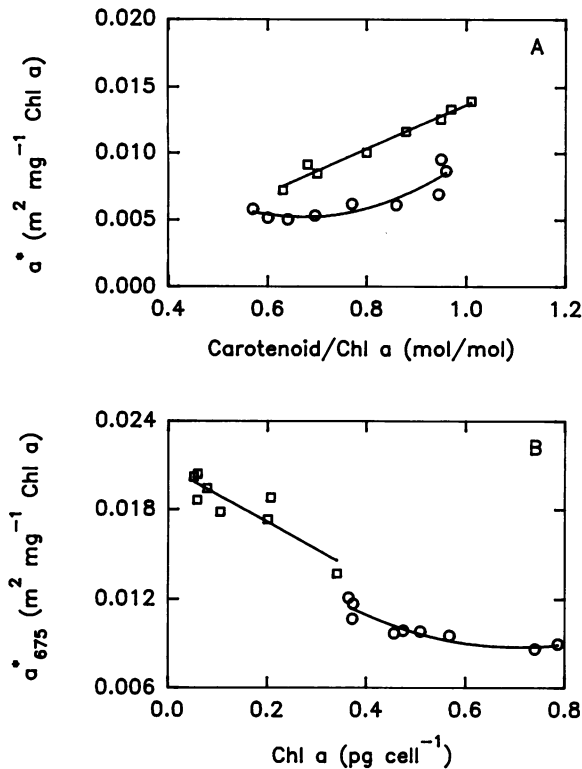 A
0.020
0.015
0.010
0.005
0.000
a* (m² mg⁻¹ Chl a)
0.4 0.6 0.8 1.0 1.2
Carotenoid/Chl a (mol/mol)
B
0.024
0.018
0.012
0.006
a*₆₇₅ (m² mg⁻¹ Chl a)
0.0 0.2 0.4 0.6 0.8
Chl a (pg cell⁻¹)